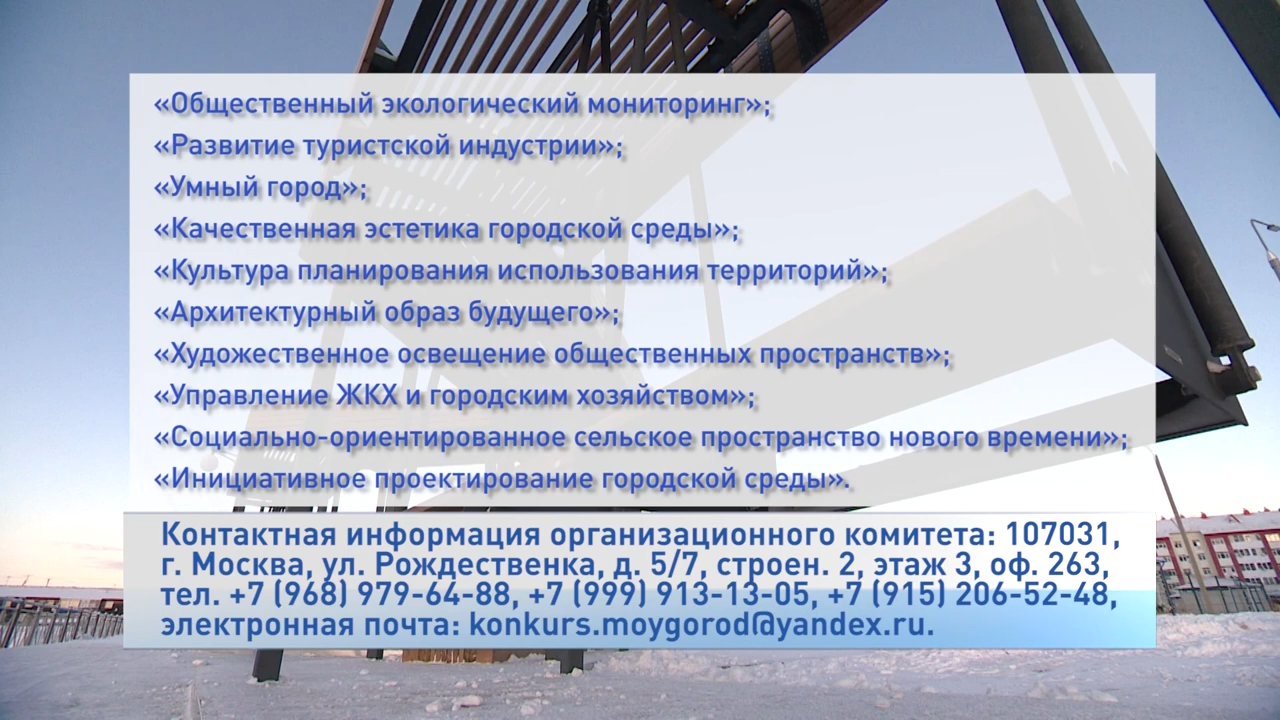 «Общественный экологический мониторинг»;
«Развитие туристской индустрии»;
«Умный город»;
«Качественная эстетика городской среды»;
«Культура планирования использования территорий»;
«Архитектурный образ будущего»;
«Художественное освещение общественных пространств»;
«Управление ЖКХ и городским хозяйством»;
«Социально-ориентированное сельское пространство нового времени»;
«Инициативное проектирование городской среды».
Контактная информация организационного комитета: 107031,
г. Москва, ул. Рождественка, д. 5/7, строен. 2, этаж 3, оф. 263,
тел. +7 (968) 979-64-88, +7 (999) 913-13-05, +7 (915) 206-52-48,
электронная почта: konkurs.moygorod@yandex.ru.